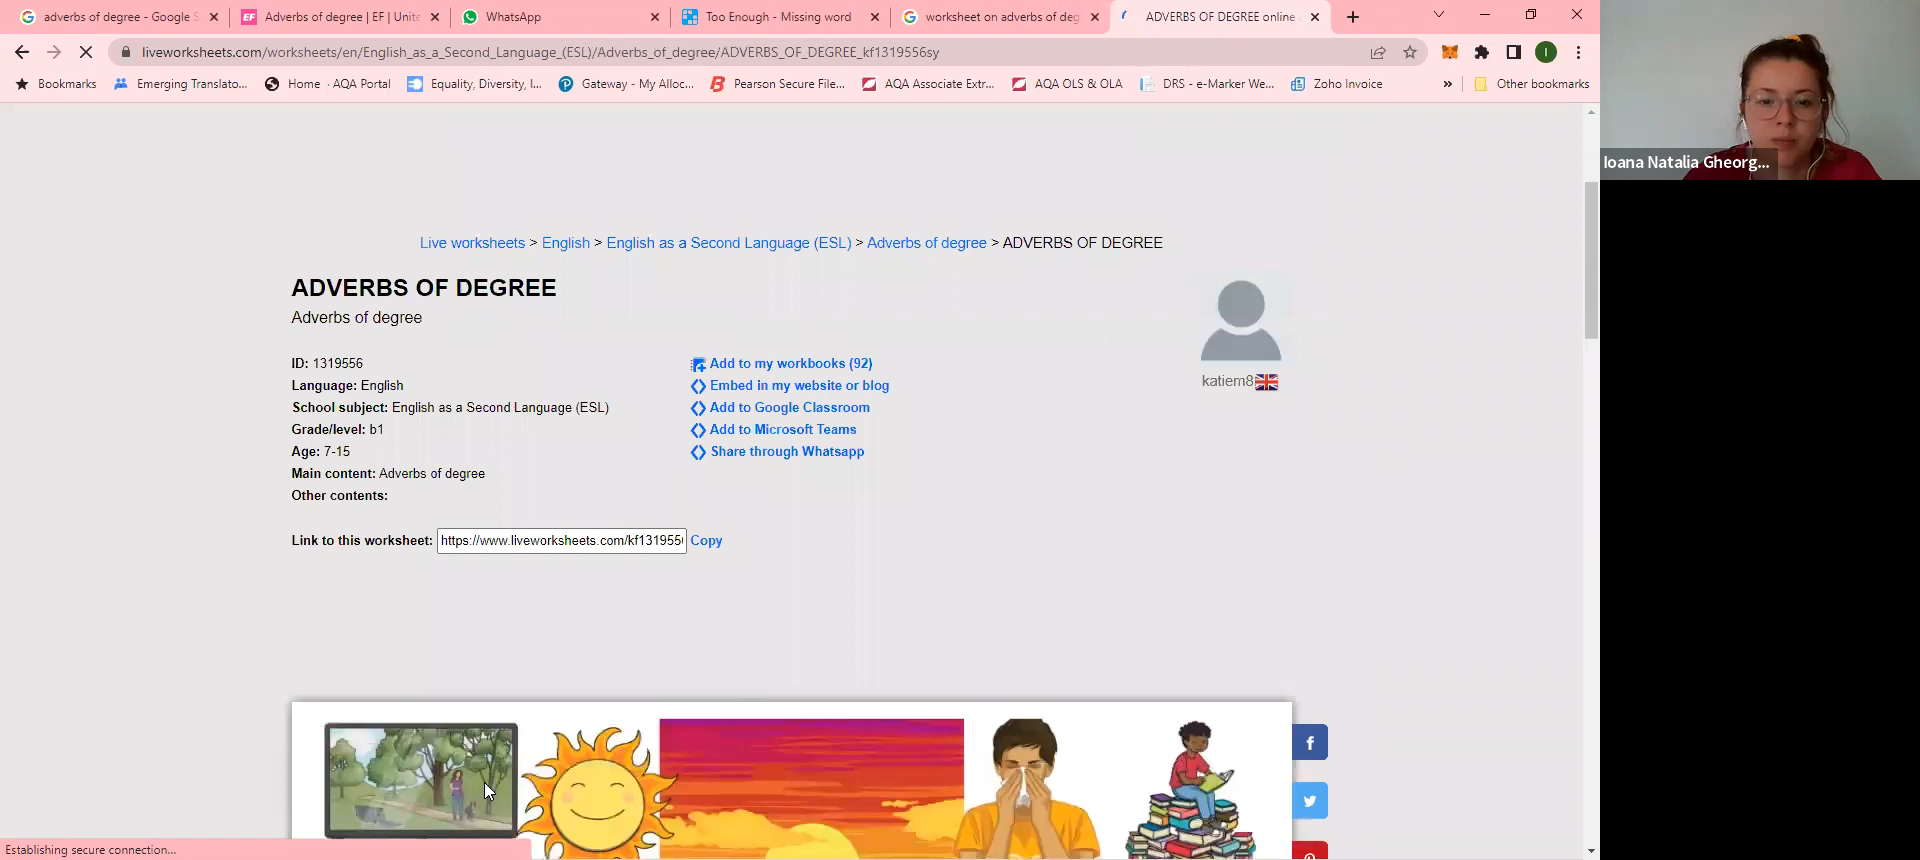 adverbs of degree - Google S
Adverbs of degree | EF | Unite
WhatsApp
Too Enough - Missing word
worksheet on adverbs of deg
ADVERBS OF DEGREE online
liveworksheets.com/worksheets/en/English_as_a_Second_Language_(ESL)/Adverbs_of_degree/ADVERBS_OF_DEGREE_kf1319556sy
I
Bookmarks
Emerging Translato...
Home · AQA Portal
Equality, Diversity, I...
Gateway - My Alloc...
Pearson Secure File...
AQA Associate Extr...
AQA OLS & OLA
DRS - e-Marker We...
Zoho Invoice
»
Other bookmarks
Ioana Natalia Gheorg...
Live worksheets > English > English as a Second Language (ESL) > Adverbs of degree > ADVERBS OF DEGREE
ADVERBS OF DEGREE
Adverbs of degree
ID: 1319556
Language: English
School subject: English as a Second Language (ESL)
Grade/level: b1
Age: 7-15
Main content: Adverbs of degree
Other contents:
Add to my workbooks (92)
Embed in my website or blog
Add to Google Classroom
Add to Microsoft Teams
Share through Whatsapp
katiem8
Link to this worksheet: https://www.liveworksheets.com/kf131955 Copy
Establishing secure connection...